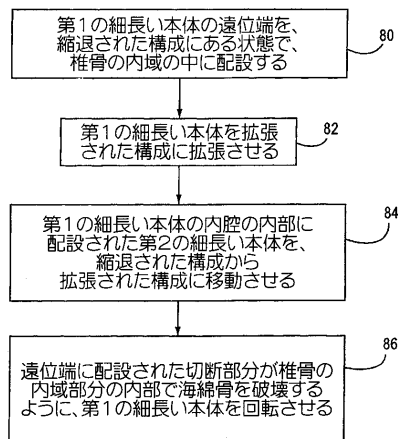 第1の細長い本体の遠位端を、
縮退された構成にある状態で、
椎骨の内域の中に配設する
80
第1の細長い本体を拡張
された構成に拡張させる
82
第1の細長い本体の内腔の内部に
配設された第2の細長い本体を、
縮退された構成から
拡張された構成に移動させる
84
遠位端に配設された切断部分が椎骨の
内域部分の内部で海綿骨を破壊する
ように、第1の細長い本体を回転させる
86